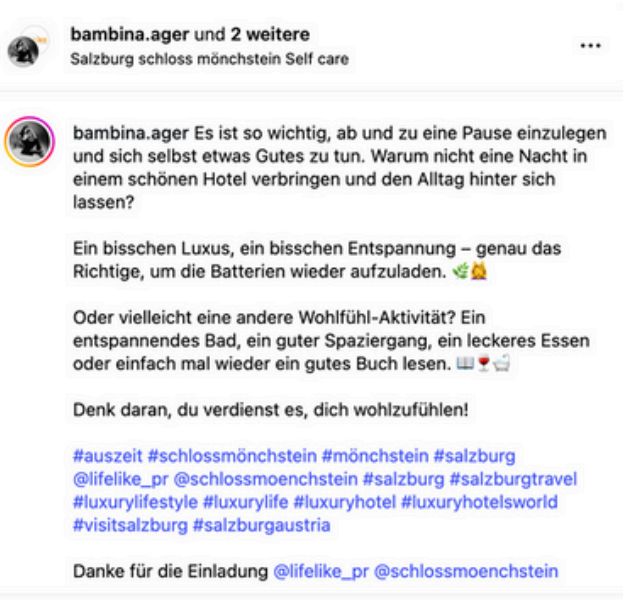 bambina.ager und 2 weitere
Salzburg schloss mönchstein Self care
bambina.ager Es ist so wichtig, ab und zu eine Pause einzulegen
und sich selbst etwas Gutes zu tun. Warum nicht eine Nacht in
einem schönen Hotel verbringen und den Alltag hinter sich
lassen?
Ein bisschen Luxus, ein bisschen Entspannung – genau das
Richtige, um die Batterien wieder aufzuladen. 🌿💆
Oder vielleicht eine andere Wohlfühl-Aktivität? Ein
entspannendes Bad, ein guter Spaziergang, ein leckeres Essen
oder einfach mal wieder ein gutes Buch lesen. 📖🍷🛁
Denk daran, du verdienst es, dich wohlzufühlen!
#auszeit #schlossmönchstein #mönchstein #salzburg
@lifelike_pr @schlossmoenchstein #salzburg #salzburgtravel
#luxurylifestyle #luxurylife #luxuryhotel #luxuryhotelsworld
#visitsalzburg #salzburgaustria
Danke für die Einladung @lifelike_pr @schlossmoenchstein